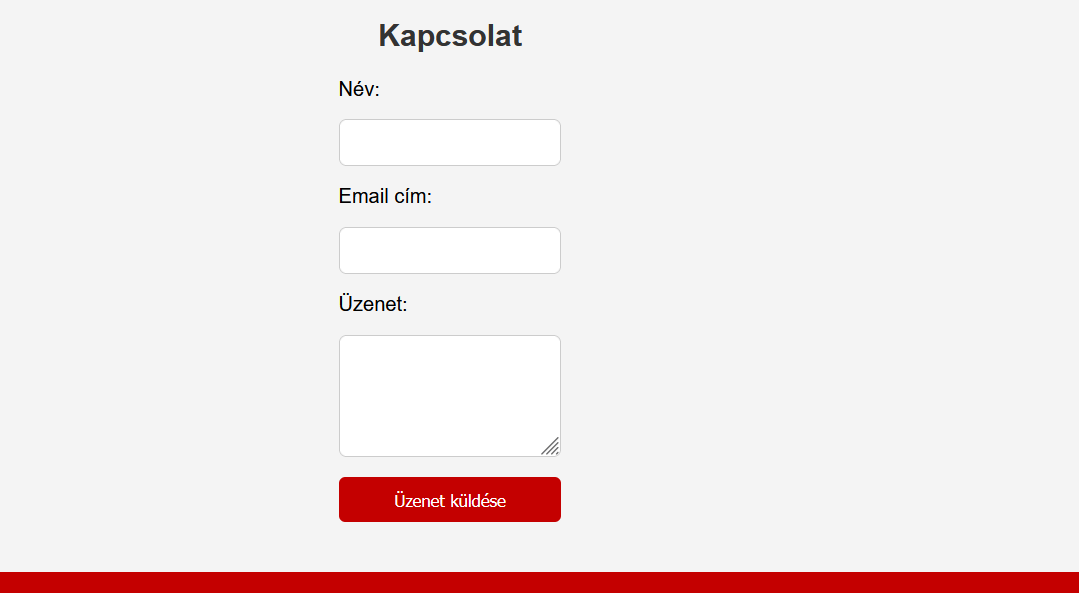 Kapcsolat
Név:
Email cím:
Üzenet:
Üzenet küldése